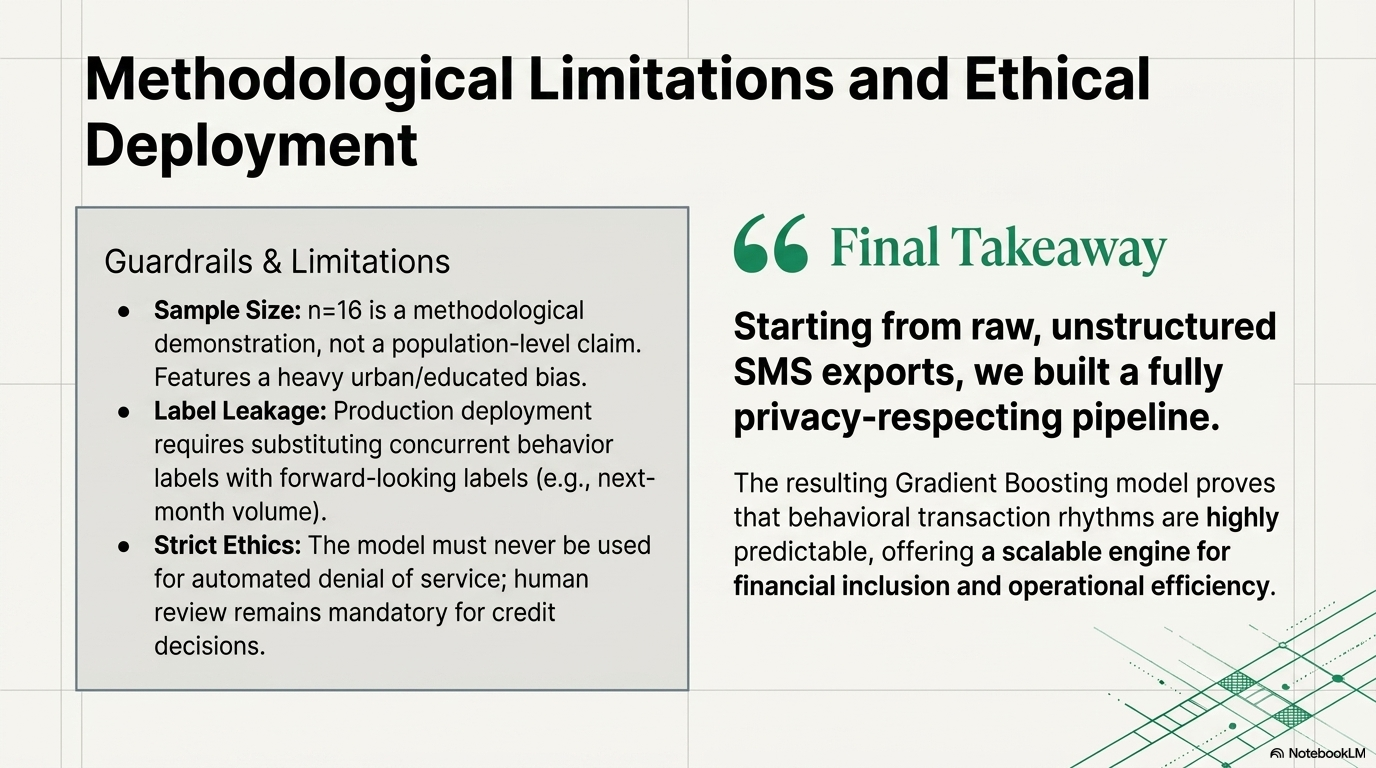 Methodological Limitations and Ethical
Deployment
Guardrails & Limitations
● Sample Size: n=16 is a methodological
demonstration, not a population-level claim.
Features a heavy urban/educated bias.
● Label Leakage: Production deployment
requires substituting concurrent behavior
labels with forward-looking labels (e.g., next-
month volume).
● Strict Ethics: The model must never be used
for automated denial of service; human
review remains mandatory for credit
decisions.
“ Final Takeaway
Starting from raw, unstructured
SMS exports, we built a fully
privacy-respecting pipeline.
The resulting Gradient Boosting model proves
that behavioral transaction rhythms are highly
predictable, offering a scalable engine for
financial inclusion and operational efficiency.
NotebookLM